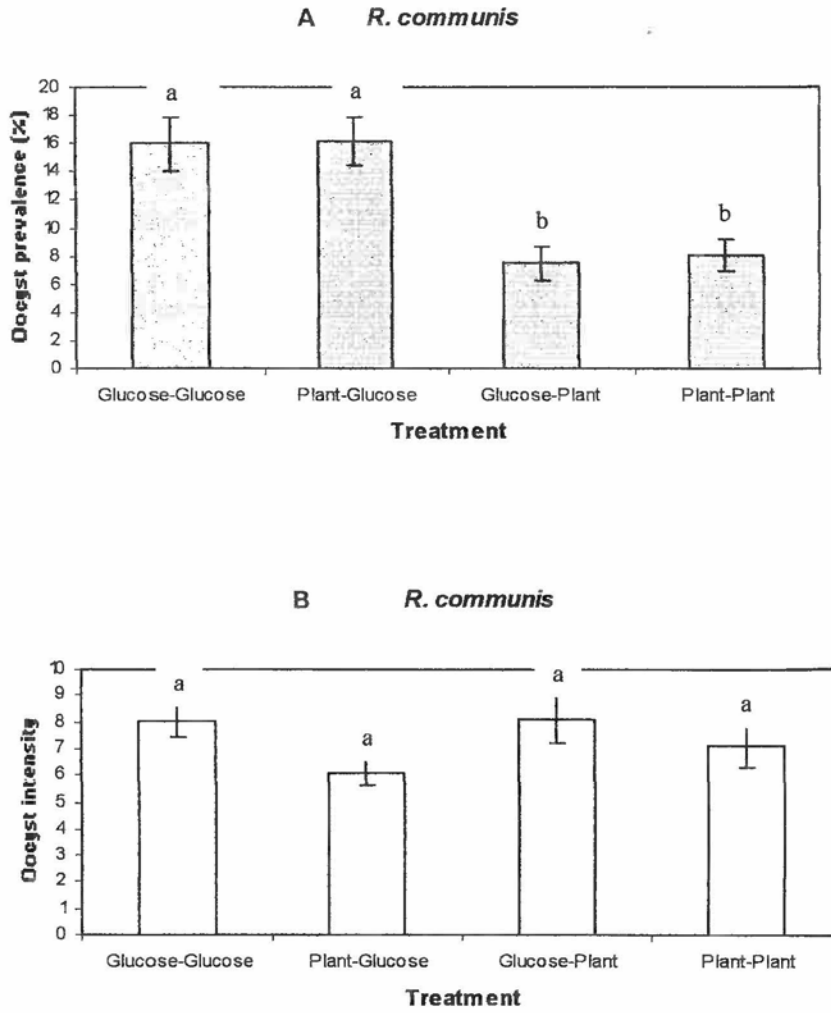 A R. communis
Oocyst prevalence (%)
20
18
16
14
12
10
8
6
4
2
0
a
a
b
b
Glucose-Glucose Plant-Glucose Glucose-Plant Plant-Plant
Treatment
B R. communis
Oocyst intensity
10
9
8
7
6
5
4
3
2
1
0
a
a
a
a
Glucose-Glucose Plant-Glucose Glucose-Plant Plant-Plant
Treatment